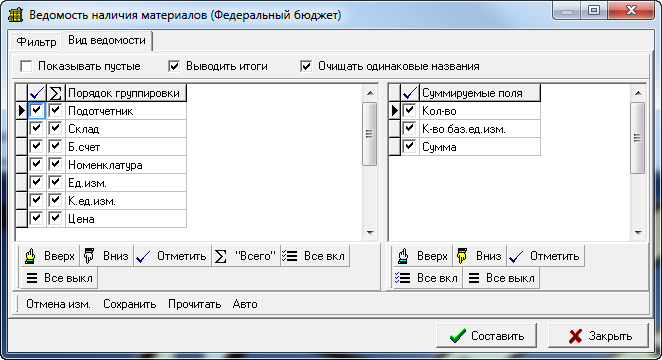 Ведомость наличия материалов (Федеральный бюджет)
Фильтр Вид ведомости
Показывать пустые Выводить итоги Очищать одинаковые названия
Порядок группировки
Подотчетник
Склад
Б.счет
Номенклатура
Ед.изм.
К.ед.изм.
Цена
Вверх Вниз Отметить Σ "Всего" Все вкл
Все выкл
Суммируемые поля
Кол-во
К-во баз.ед.изм.
Сумма
Вверх Вниз Отметить
Все вкл Все выкл
Отмена изм. Сохранить Прочитать Авто
Составить Закрыть